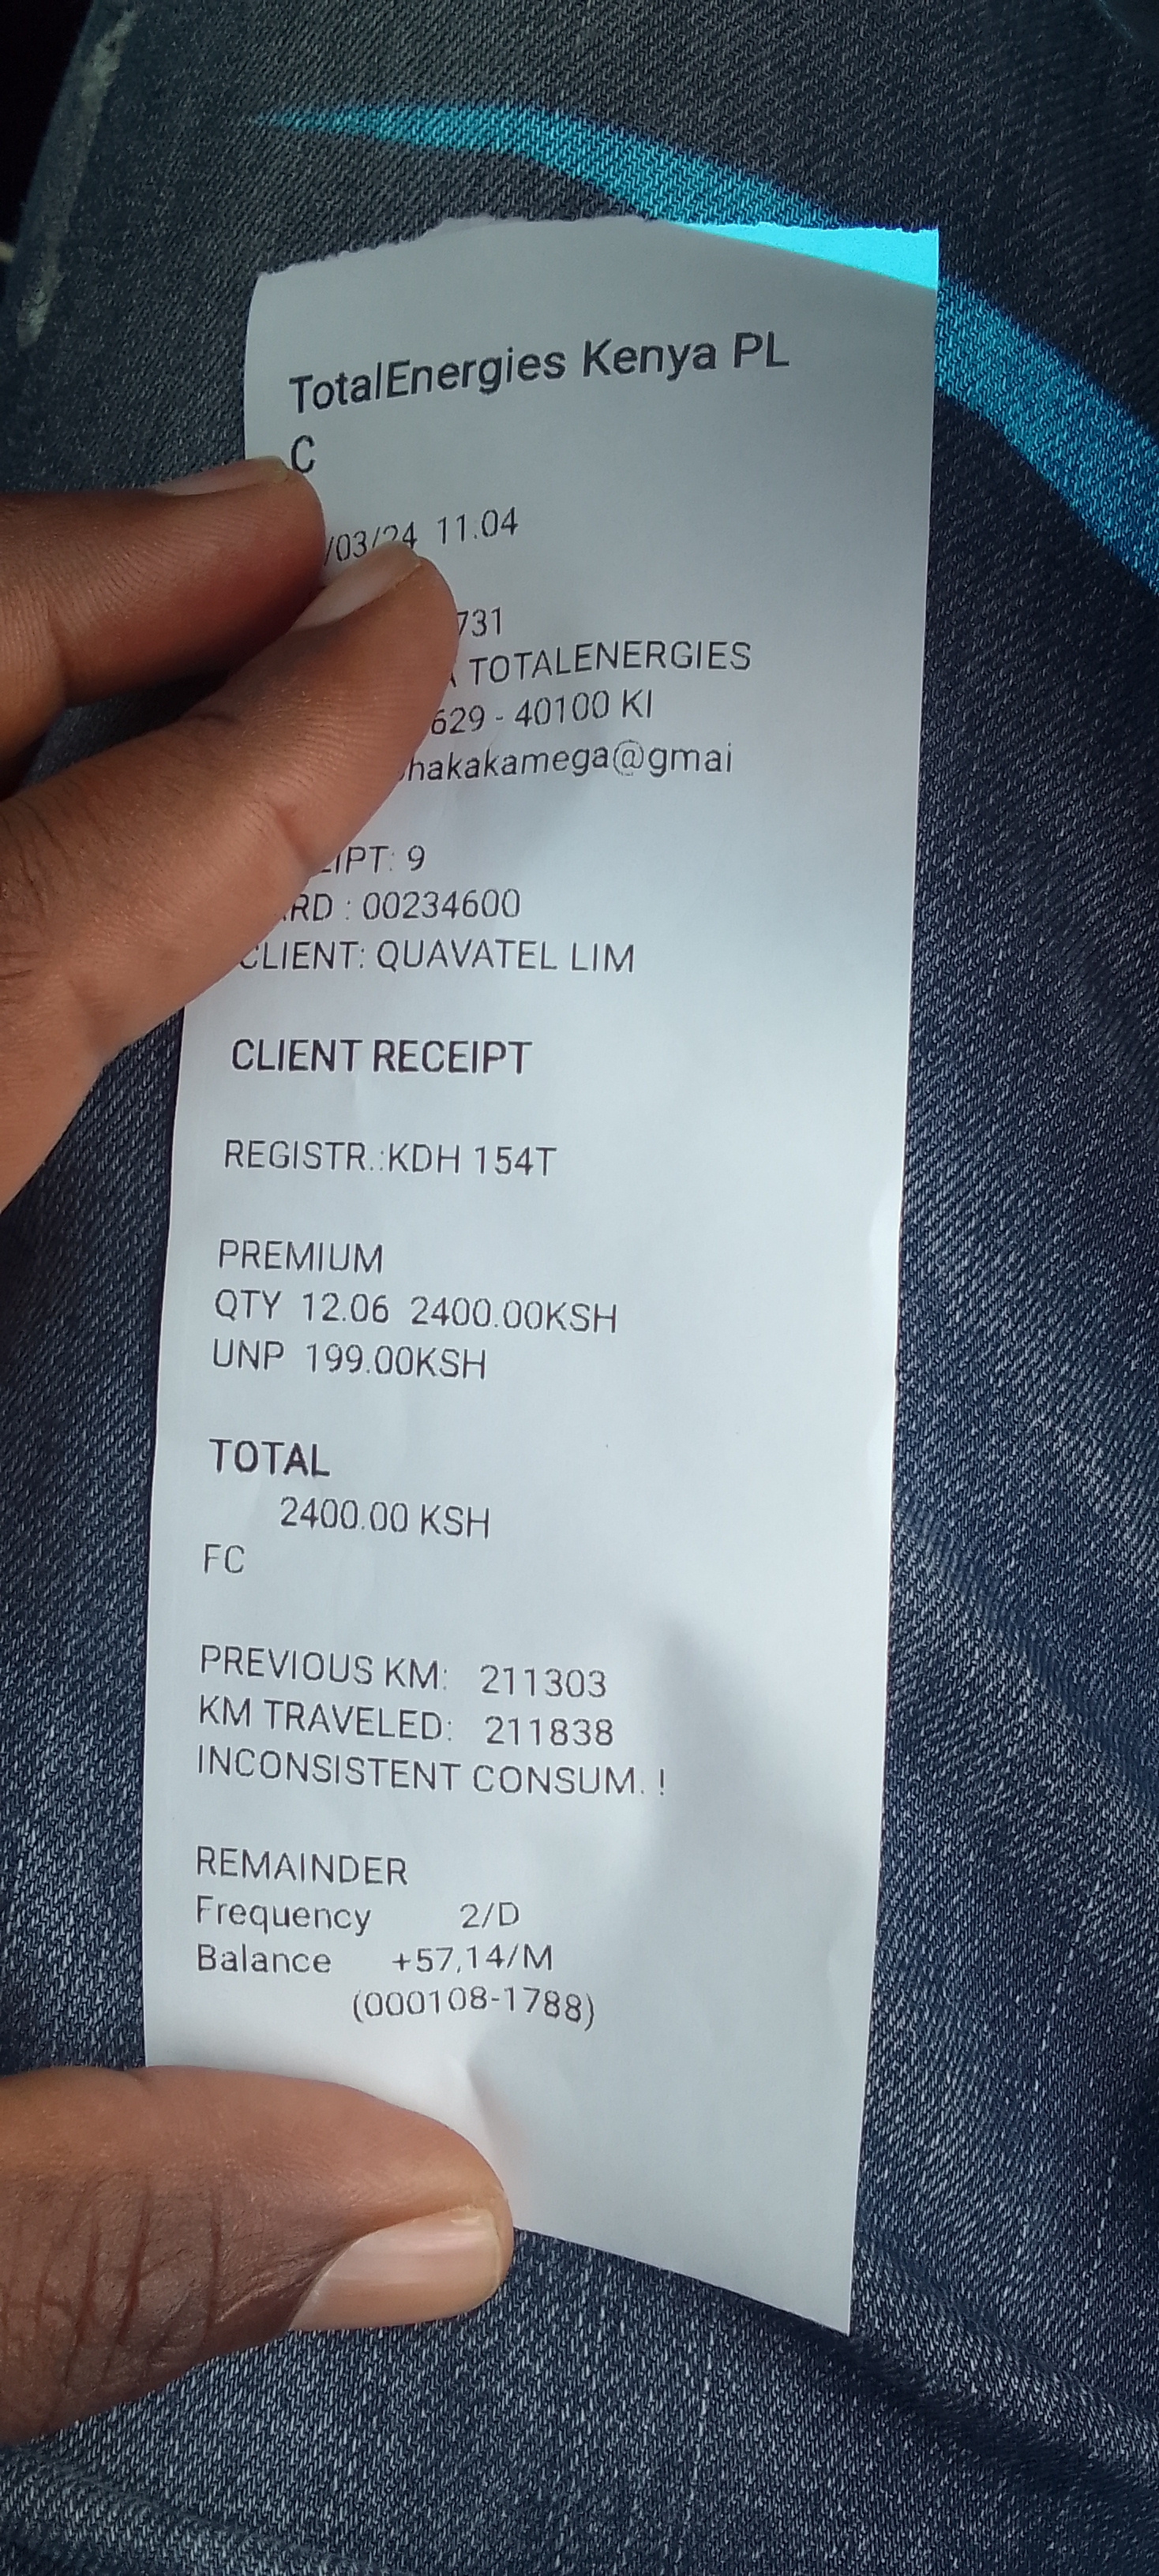 TotalEnergies Kenya PL
C
/03/24 11.04
731
TOTALENERGIES
629 - 40100 KI
hakakamega@gmai
IPT: 9
RD : 00234600
CLIENT: QUAVATEL LIM
CLIENT RECEIPT
REGISTR.:KDH 154T
PREMIUM
QTY 12.06 2400.00KSH
UNP 199.00KSH
TOTAL
2400.00 KSH
FC
PREVIOUS KM: 211303
KM TRAVELED: 211838
INCONSISTENT CONSUM. !
REMAINDER
Frequency 2/D
Balance +57,14/M
(000108-1788)